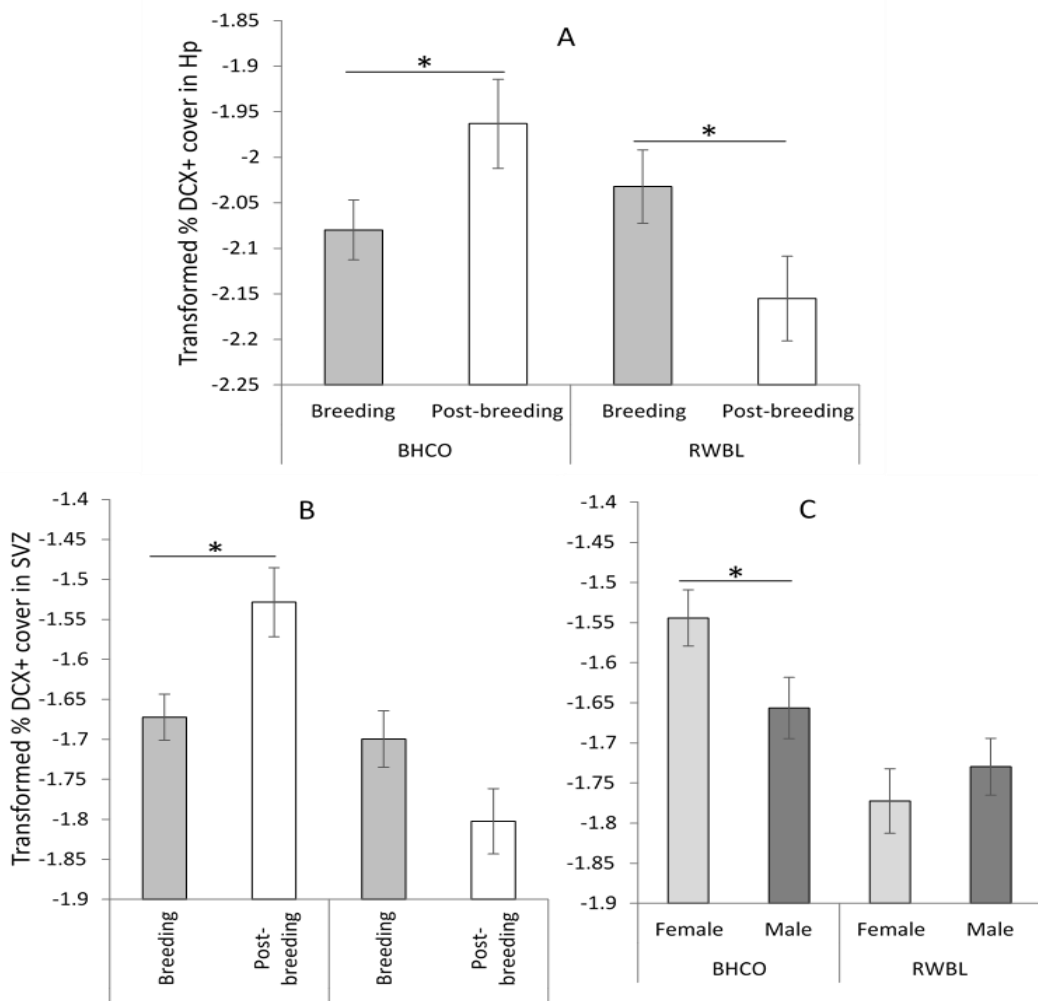 A
Transformed % DCX+ cover in Hp
-1.85
-1.9
-1.95
-2
-2.05
-2.1
-2.15
-2.2
-2.25
*
*
Breeding Post-breeding Breeding Post-breeding
BHCO RWBL
B
Transformed % DCX+ cover in SVZ
-1.4
-1.45
-1.5
-1.55
-1.6
-1.65
-1.7
-1.75
-1.8
-1.85
-1.9
*
Breeding
Post-
breeding
Breeding
Post-
breeding
C
-1.4
-1.45
-1.5
-1.55
-1.6
-1.65
-1.7
-1.75
-1.8
-1.85
-1.9
*
Female Male Female Male
BHCO RWBL